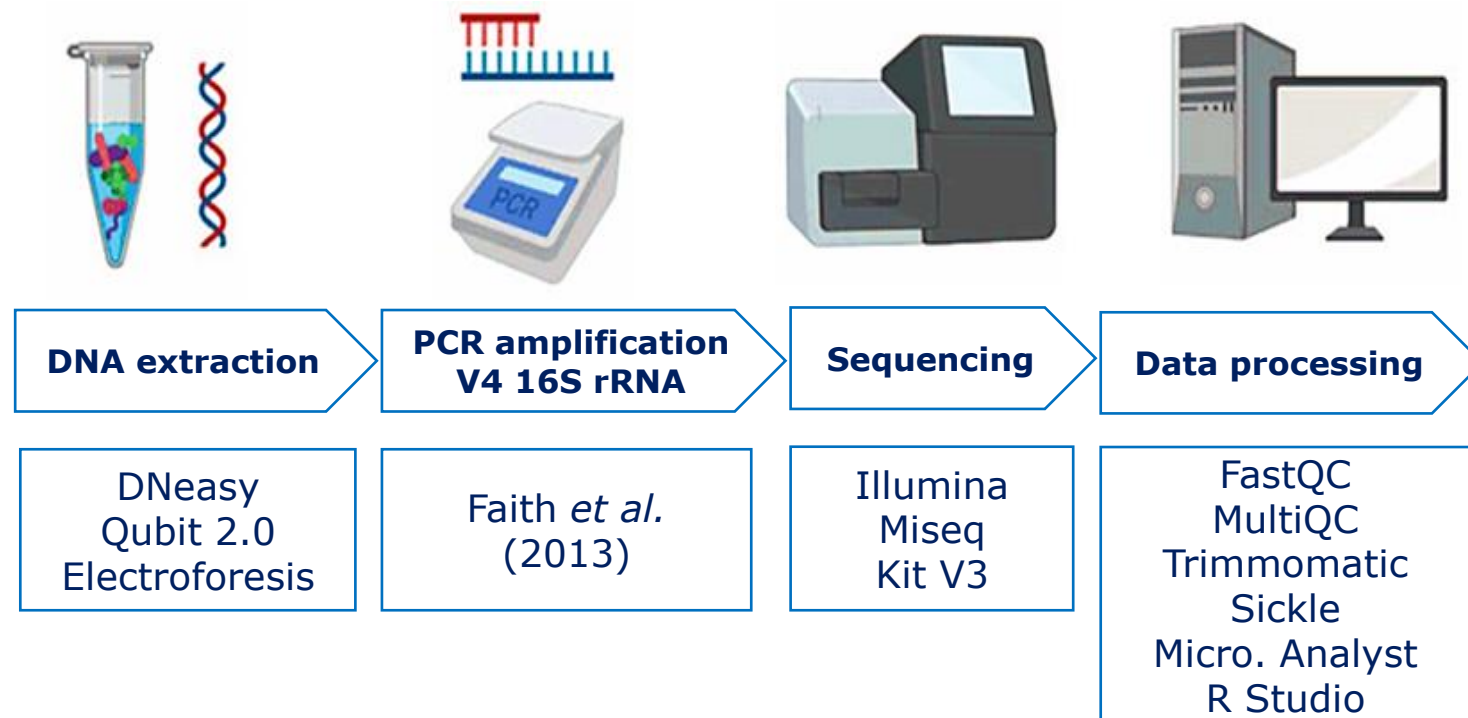 PCR
DNA extraction
PCR amplification
V4 16S rRNA
Sequencing
Data processing
DNeasy
Qubit 2.0
Electroforesis
Faith et al.
(2013)
Illumina
Miseq
Kit V3
FastQC
MultiQC
Trimmomatic
Sickle
Micro. Analyst
R Studio